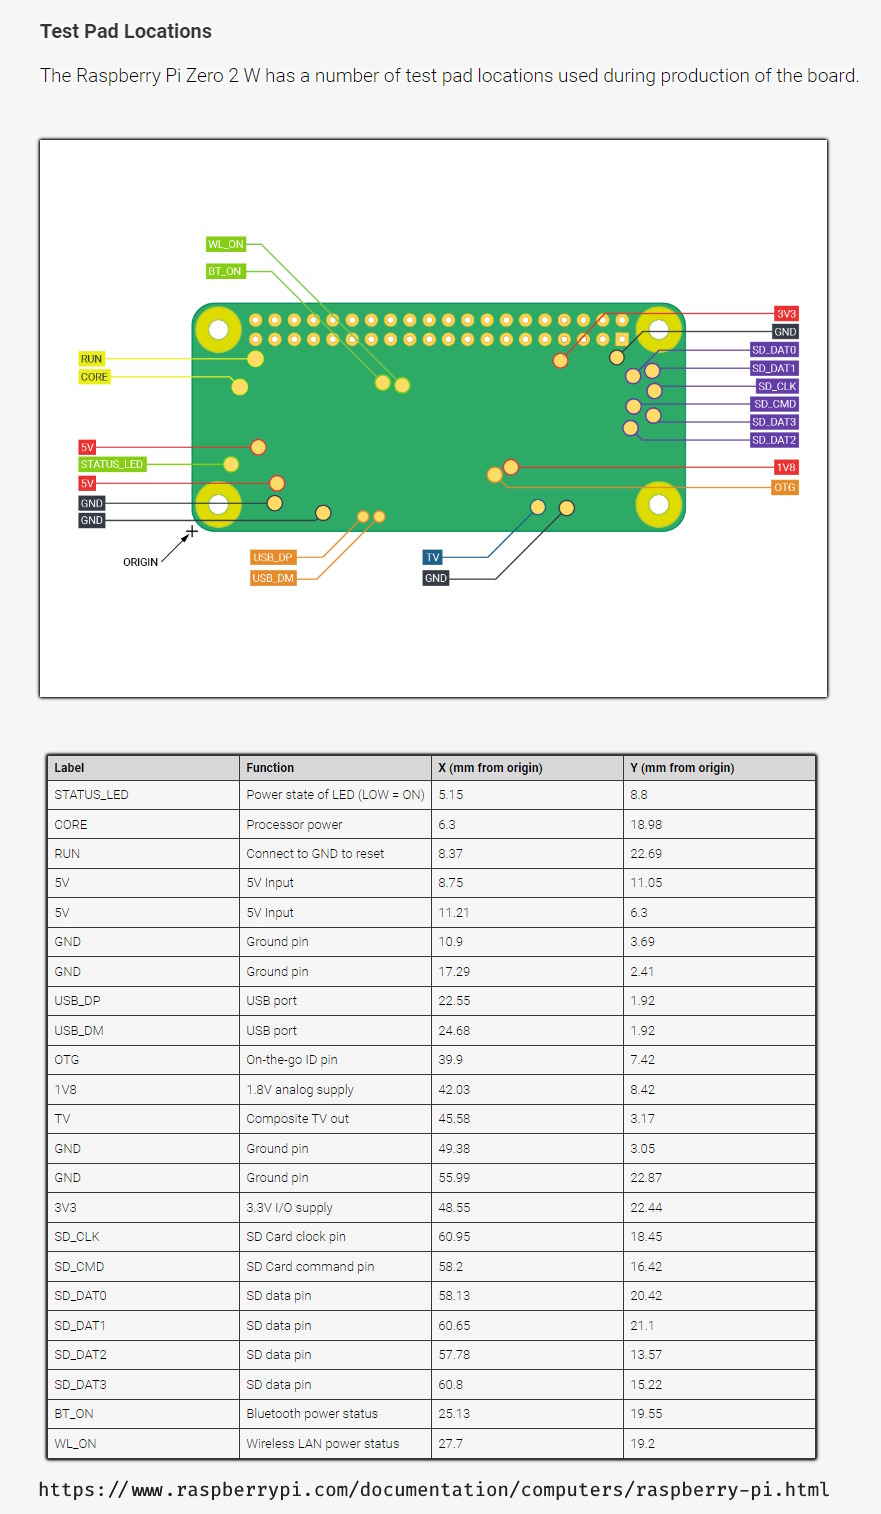 Test Pad Locations
The Raspberry Pi Zero 2 W has a number of test pad locations used during production of the board.
WL_ON
BT_ON
3V3
GND
SD_DAT0
RUN
SD_DAT1
CORE
SD_CLK
SD_CMD
SD_DAT3
SD_DAT2
5V
STATUS_LED
1V8
5V
OTG
GND
GND
ORIGIN
USB_DP
TV
USB_DM
GND
Label Function X (mm from origin) Y (mm from origin)
STATUS_LED Power state of LED (LOW = ON) 5.15 8.8
CORE Processor power 6.3 18.98
RUN Connect to GND to reset 8.37 22.69
5V 5V Input 8.75 11.05
5V 5V Input 11.21 6.3
GND Ground pin 10.9 3.69
GND Ground pin 17.29 2.41
USB_DP USB port 22.55 1.92
USB_DM USB port 24.68 1.92
OTG On-the-go ID pin 39.9 7.42
1V8 1.8V analog supply 42.03 8.42
TV Composite TV out 45.58 3.17
GND Ground pin 49.38 3.05
GND Ground pin 55.99 22.87
3V3 3.3V I/O supply 48.55 22.44
SD_CLK SD Card clock pin 60.95 18.45
SD_CMD SD Card command pin 58.2 16.42
SD_DAT0 SD data pin 58.13 20.42
SD_DAT1 SD data pin 60.65 21.1
SD_DAT2 SD data pin 57.78 13.57
SD_DAT3 SD data pin 60.8 15.22
BT_ON Bluetooth power status 25.13 19.55
WL_ON Wireless LAN power status 27.7 19.2
https://www.raspberrypi.com/documentation/computers/raspberry-pi.html